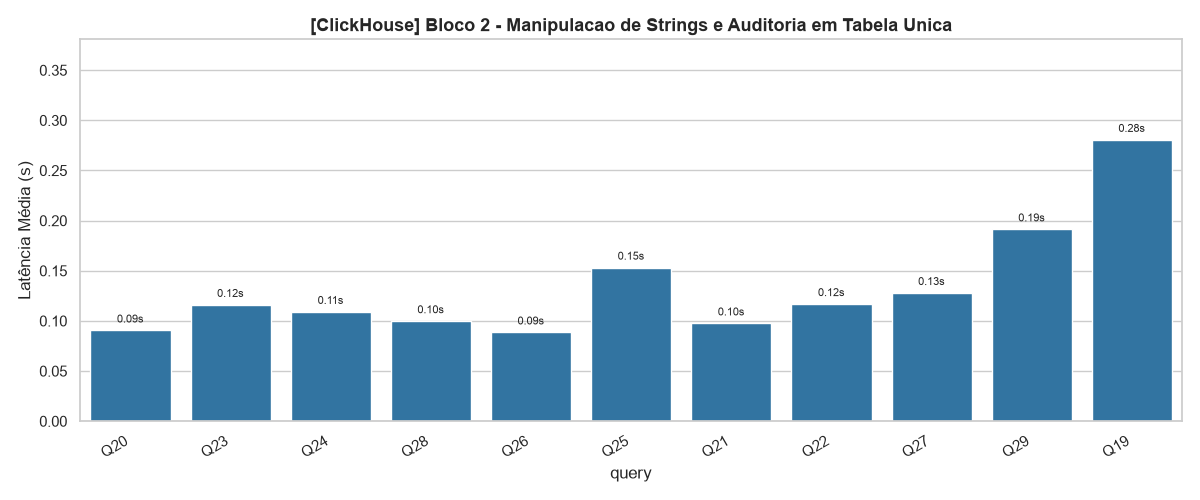 [ClickHouse] Bloco 2 - Manipulacao de Strings e Auditoria em Tabela Unica
Latência Média (s)
0.35
0.30
0.25
0.20
0.15
0.10
0.05
0.00
0.09s
0.12s
0.11s
0.10s
0.09s
0.15s
0.10s
0.12s
0.13s
0.19s
0.28s
Q20
Q23
Q24
Q28
Q26
Q25
Q21
Q22
Q27
Q29
Q19
query